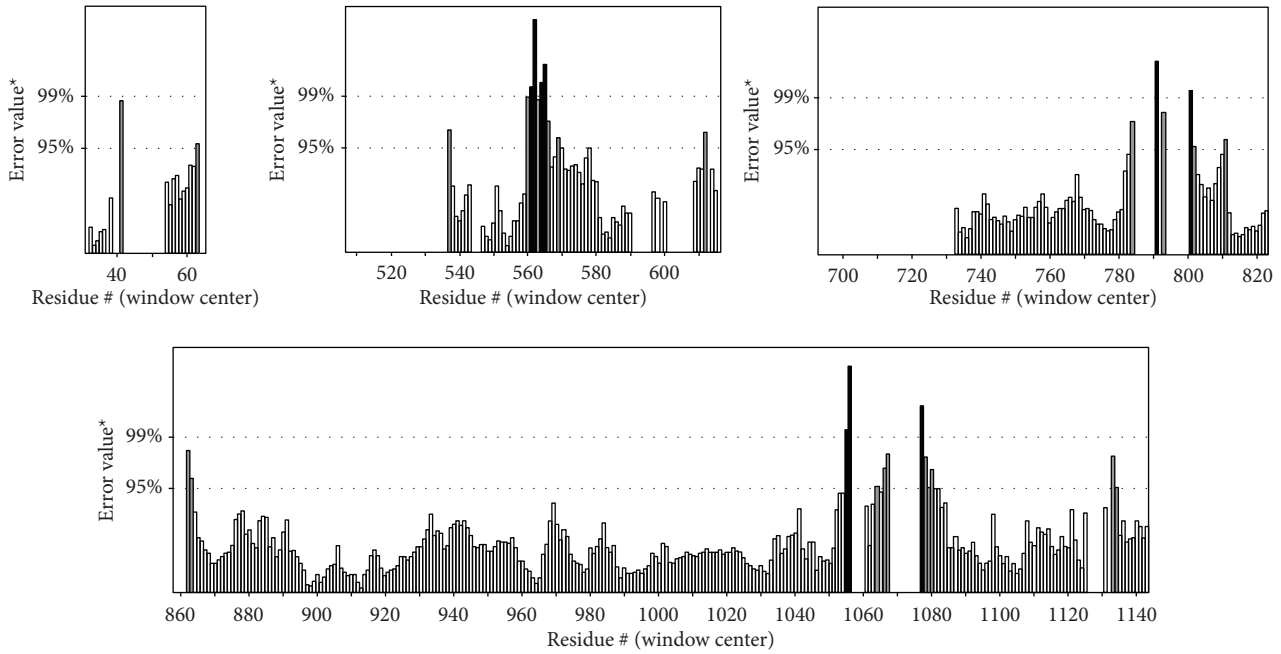 Error value*
99%
95%
40 60
Residue # (window center)
Error value*
99%
95%
520 540 560 580 600
Residue # (window center)
Error value*
99%
95%
700 720 740 760 780 800 820
Residue # (window center)
Error value*
99%
95%
860 880 900 920 940 960 980 1000 1020 1040 1060 1080 1100 1120 1140
Residue # (window center)